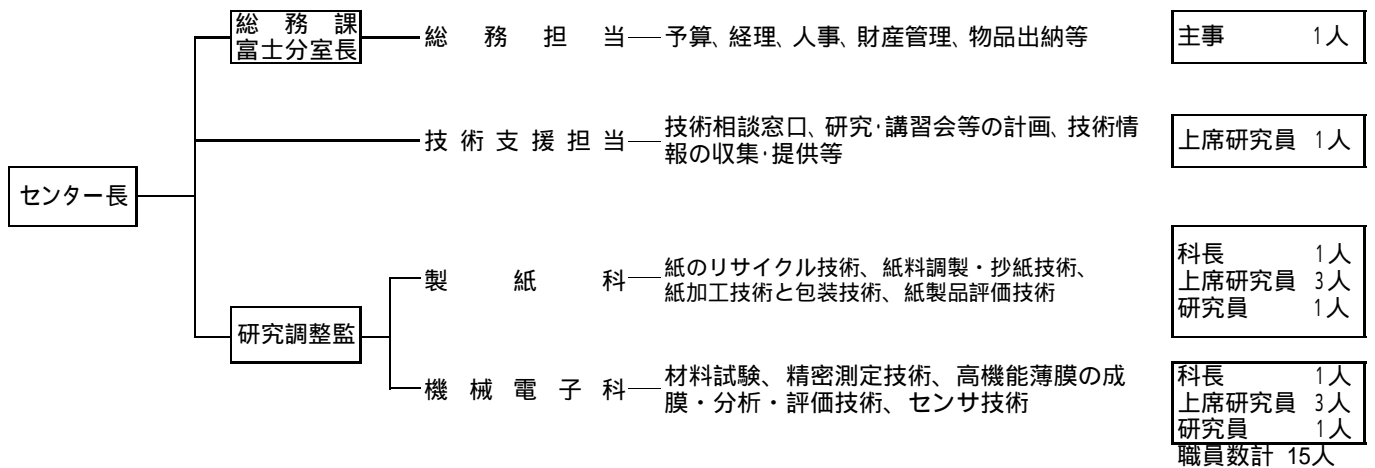 総務課
富士分室長
総務担当
予算、経理、人事、財産管理、物品出納等
主事 1人
技術支援担当
技術相談窓口、研究・講習会等の計画、技術情
報の収集・提供等
上席研究員 1人
センター長
製紙科
紙のリサイクル技術、紙料調製・抄紙技術、
紙加工技術と包装技術、紙製品評価技術
科長 1人
上席研究員 3人
研究員 1人
研究調整監
機械電子科
材料試験、精密測定技術、高機能薄膜の成
膜・分析・評価技術、センサ技術
科長 1人
上席研究員 3人
研究員 1人
職員数計 15人